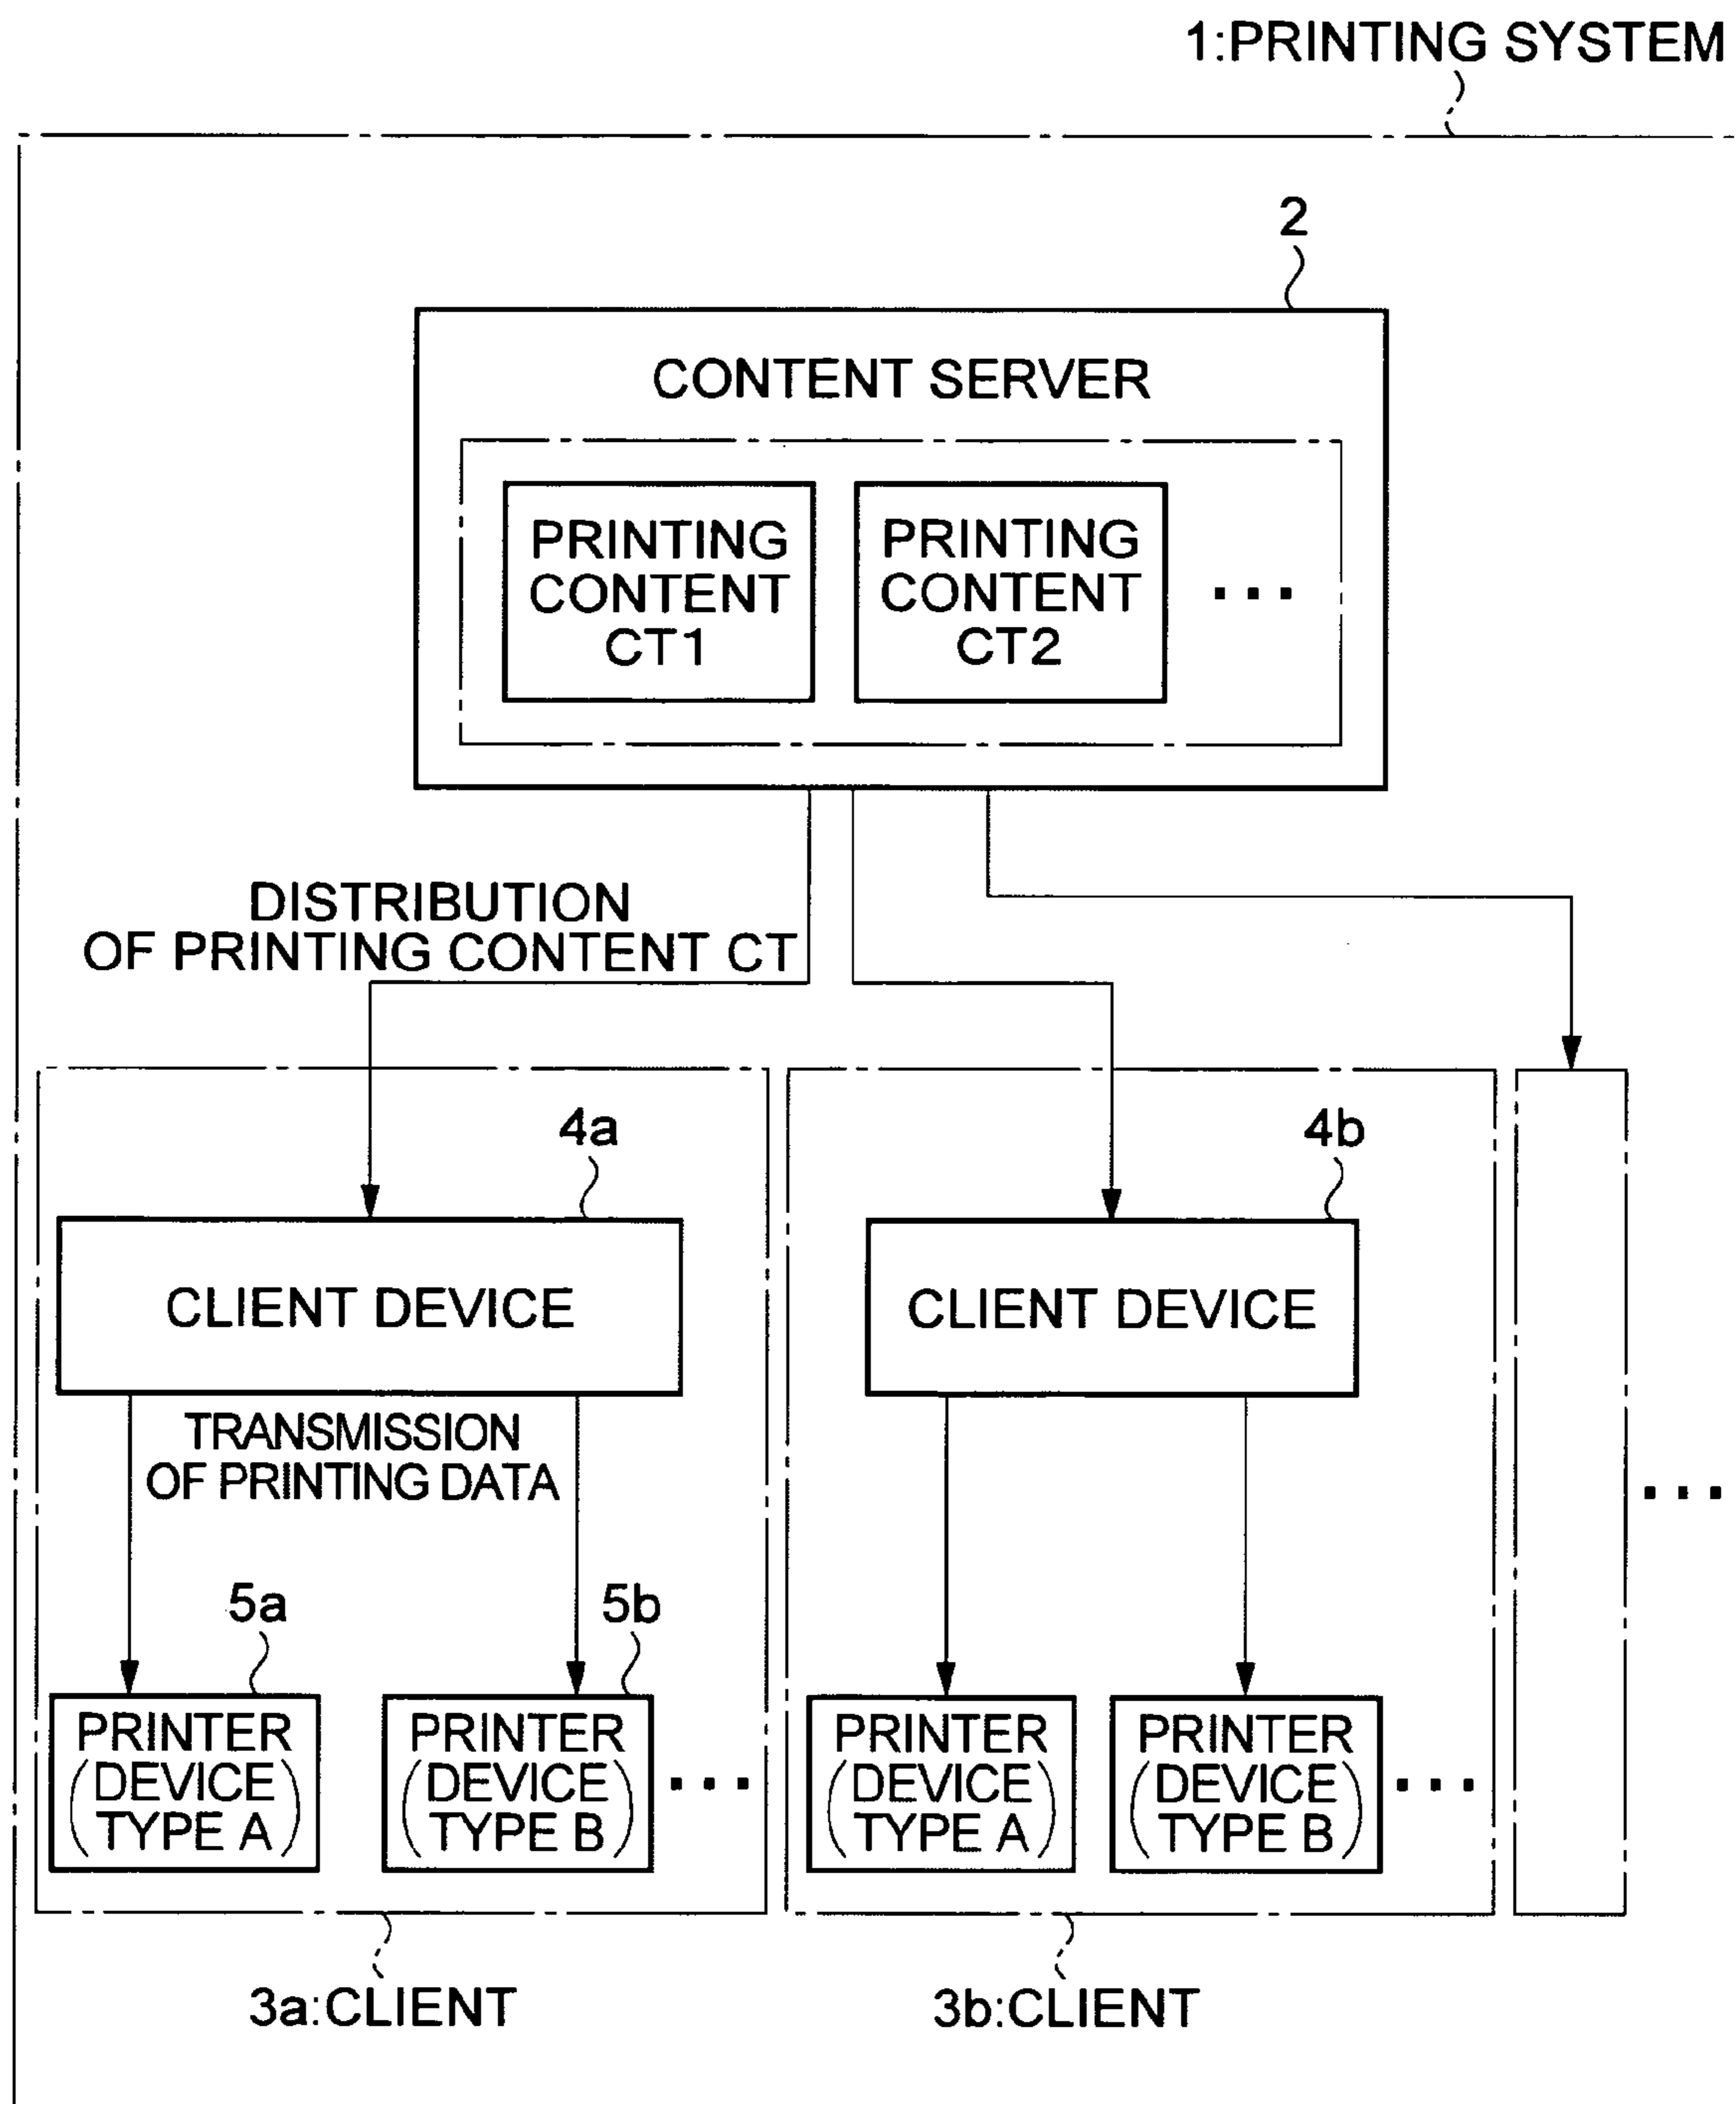 1:PRINTING SYSTEM
2
CONTENT SERVER
PRINTING
CONTENT
CT1
PRINTING
CONTENT
CT2
...
DISTRIBUTION
OF PRINTING CONTENT CT
4a
4b
CLIENT DEVICE
CLIENT DEVICE
TRANSMISSION
OF PRINTING DATA
...
5a
5b
PRINTER
(DEVICE
TYPE A)
PRINTER
(DEVICE
TYPE B)
...
PRINTER
(DEVICE
TYPE A)
PRINTER
(DEVICE
TYPE B)
...
3a:CLIENT
3b:CLIENT